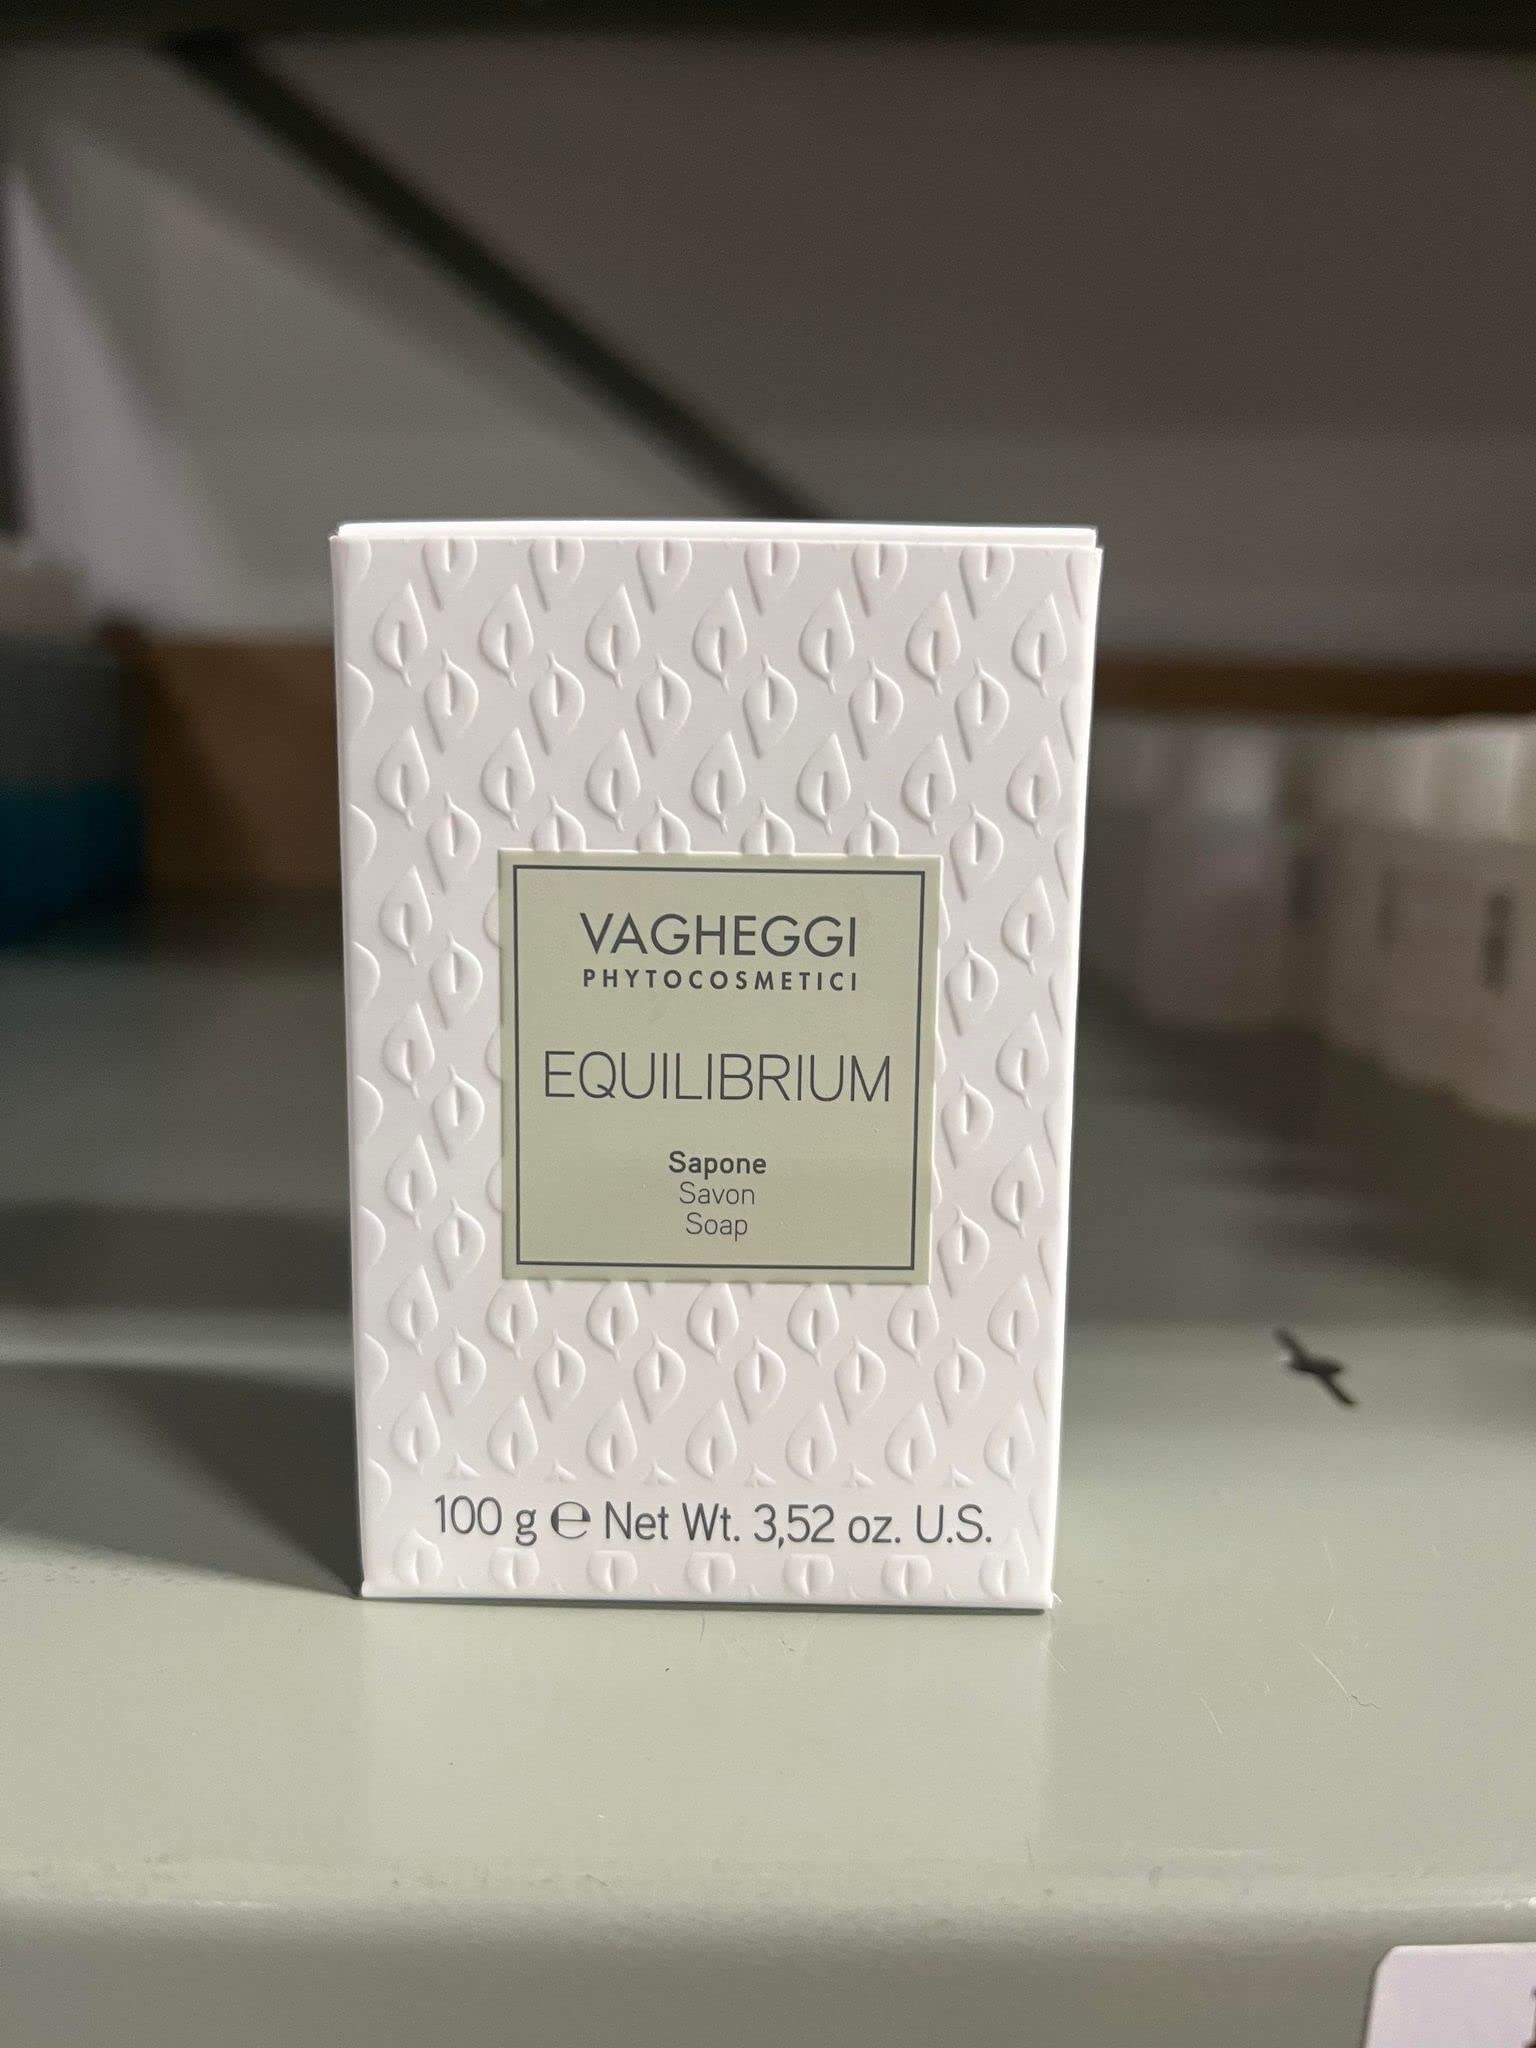 VAGHEGGI
PHYTOCOSMETICI
EQUILIBRIUM
Sapone
Savon
Soap
100 g ℮ Net Wt. 3,52 oz. U.S.